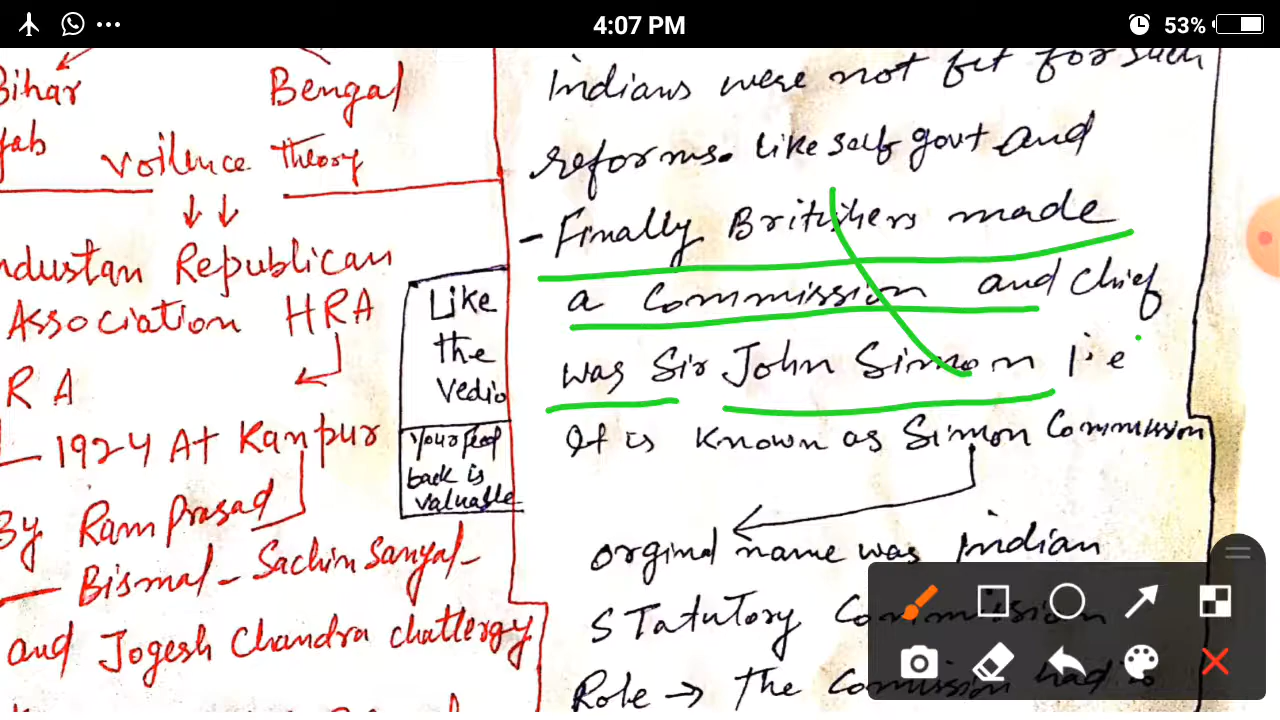 4:07 PM
53%
Bihar
Bengal
jab
voilence theory
ndustan Republican
Association HRA
RA
1924 At Kanpur
By Ram Prasad
Bismal - Sachin Sanyal -
and Jogesh Chandra chattergy
Like
the
Vedio
your feed
back is
valuable
Indians were not fit for such
reforms. like self govt and
- Finally Britishers made
a Commission and chief
was Sir John Simon i.e
It is known as Simon Commission
orginal name was Indian
STatutory Commission
Role → The Comission had